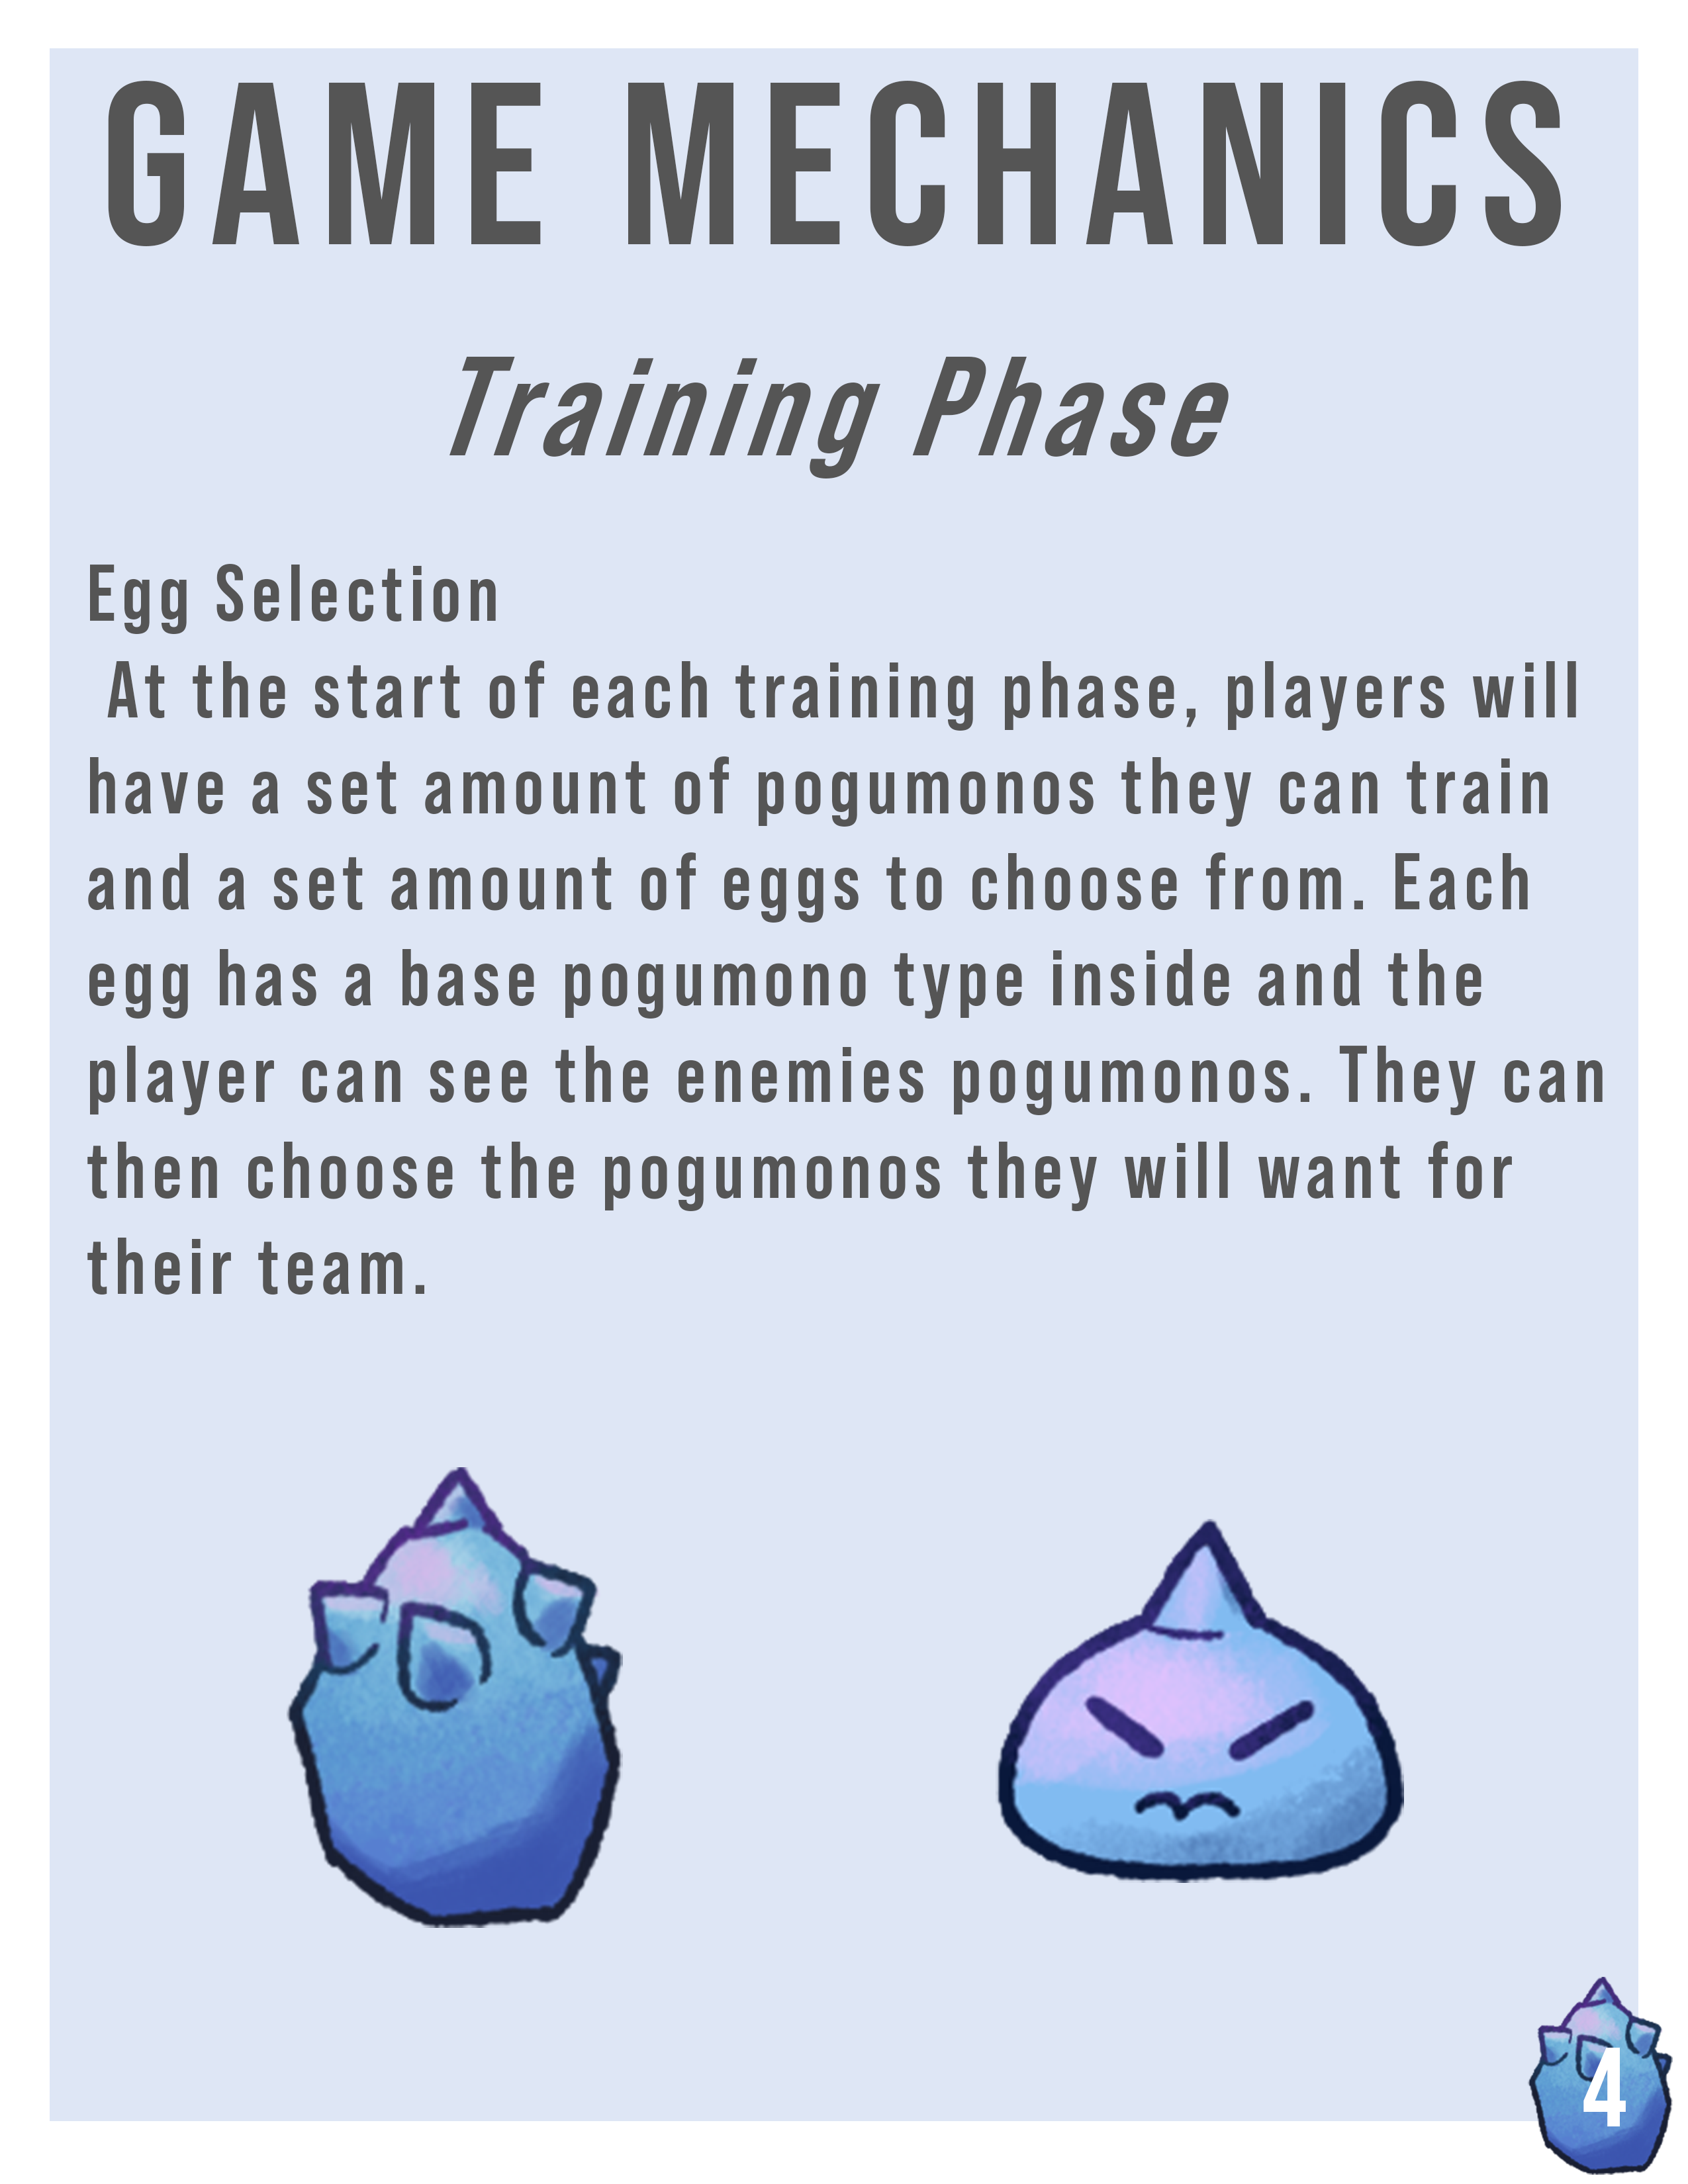 GAME MECHANICS
Training Phase
Egg Selection
At the start of each training phase, players will
have a set amount of pogumonos they can train
and a set amount of eggs to choose from. Each
egg has a base pogumono type inside and the
player can see the enemies pogumonos. They can
then choose the pogumonos they will want for
their team.
4